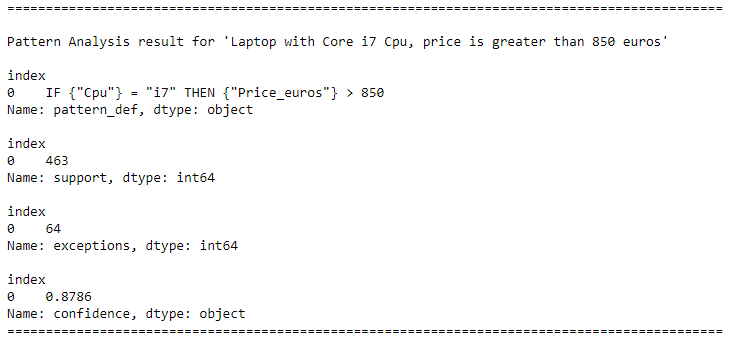 =============================================================================================
Pattern Analysis result for 'Laptop with Core i7 Cpu, price is greater than 850 euros'
index
0    IF {"Cpu"} = "i7" THEN {"Price_euros"} > 850
Name: pattern_def, dtype: object
index
0    463
Name: support, dtype: int64
index
0    64
Name: exceptions, dtype: int64
index
0    0.8786
Name: confidence, dtype: object
=============================================================================================